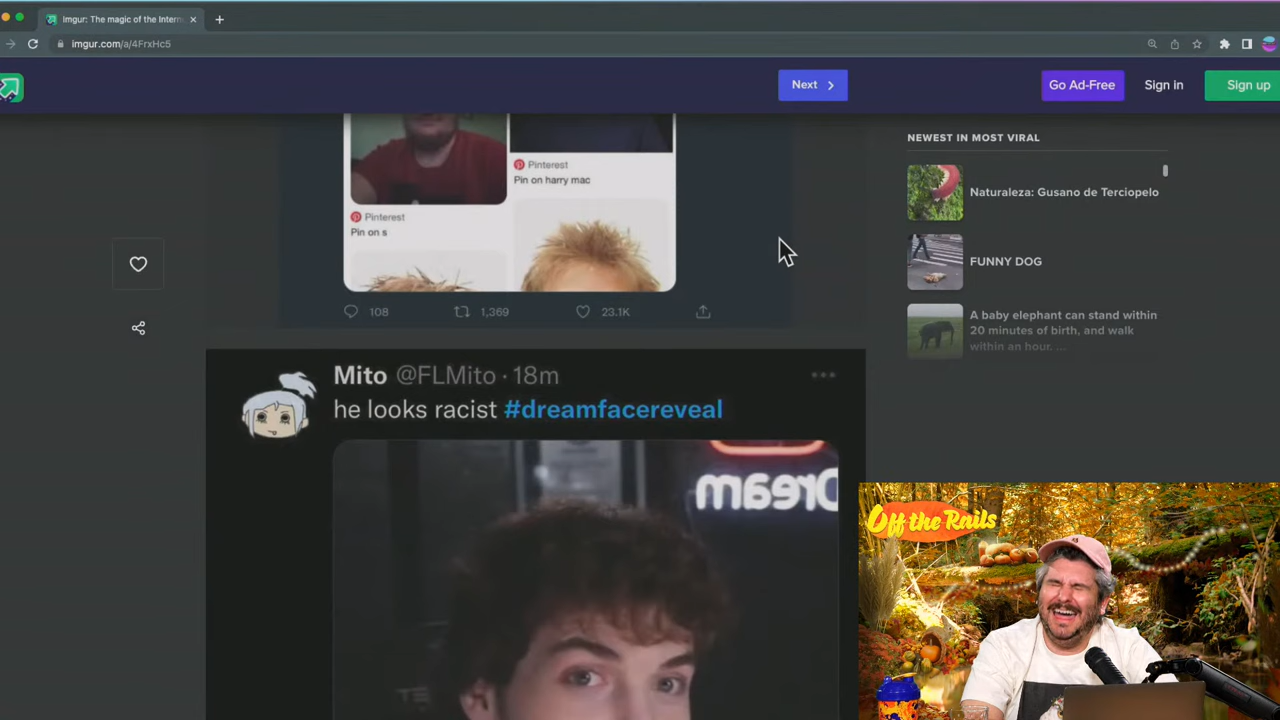 Imgur: The magic of the Intern
imgur.com/a/4FrxHc5
Next
Go Ad-Free
Sign in
Sign up
Pinterest
Pin on harry mac
Pinterest
Pin on s
108
1,369
23.1K
NEWEST IN MOST VIRAL
Naturaleza: Gusano de Terciopelo
FUNNY DOG
A baby elephant can stand within
20 minutes of birth, and walk
within an hour. ...
Mito @FLMito · 18m
he looks racist #dreamfacereveal
Dream
Off the Rails